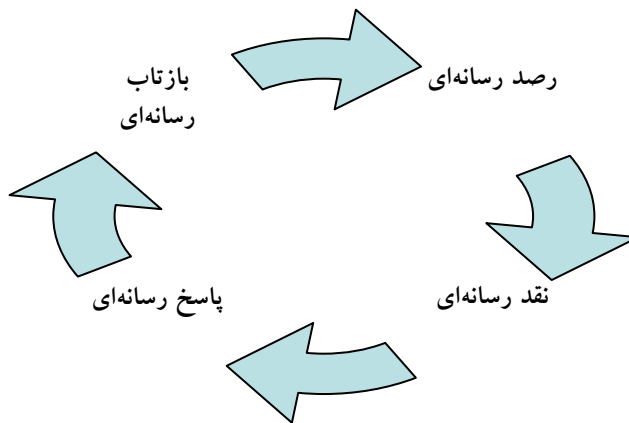 رصد رسانه‌ای
بازتاب
رسانه‌ای
نقد رسانه‌ای
پاسخ رسانه‌ای